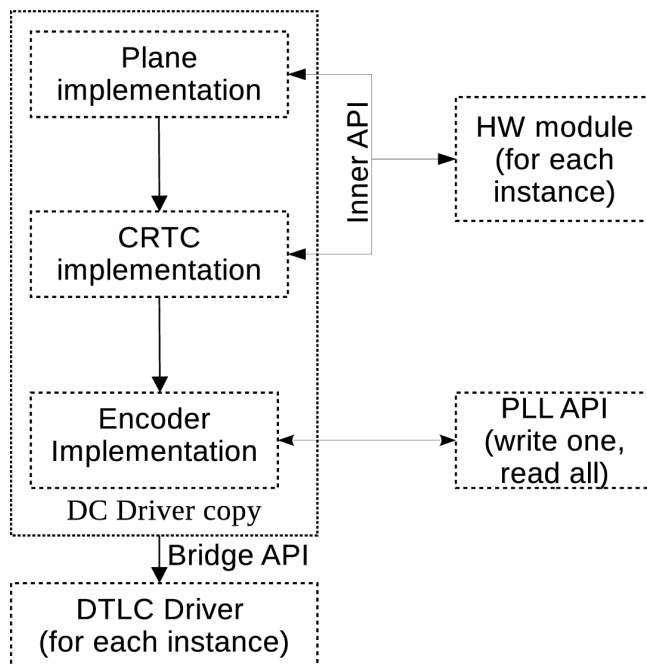 Plane
implementation
Inner API
HW module
(for each
instance)
CRTC
implementation
Encoder
Implementation
PLL API
(write one,
read all)
DC Driver copy
Bridge API
DTLC Driver
(for each instance)